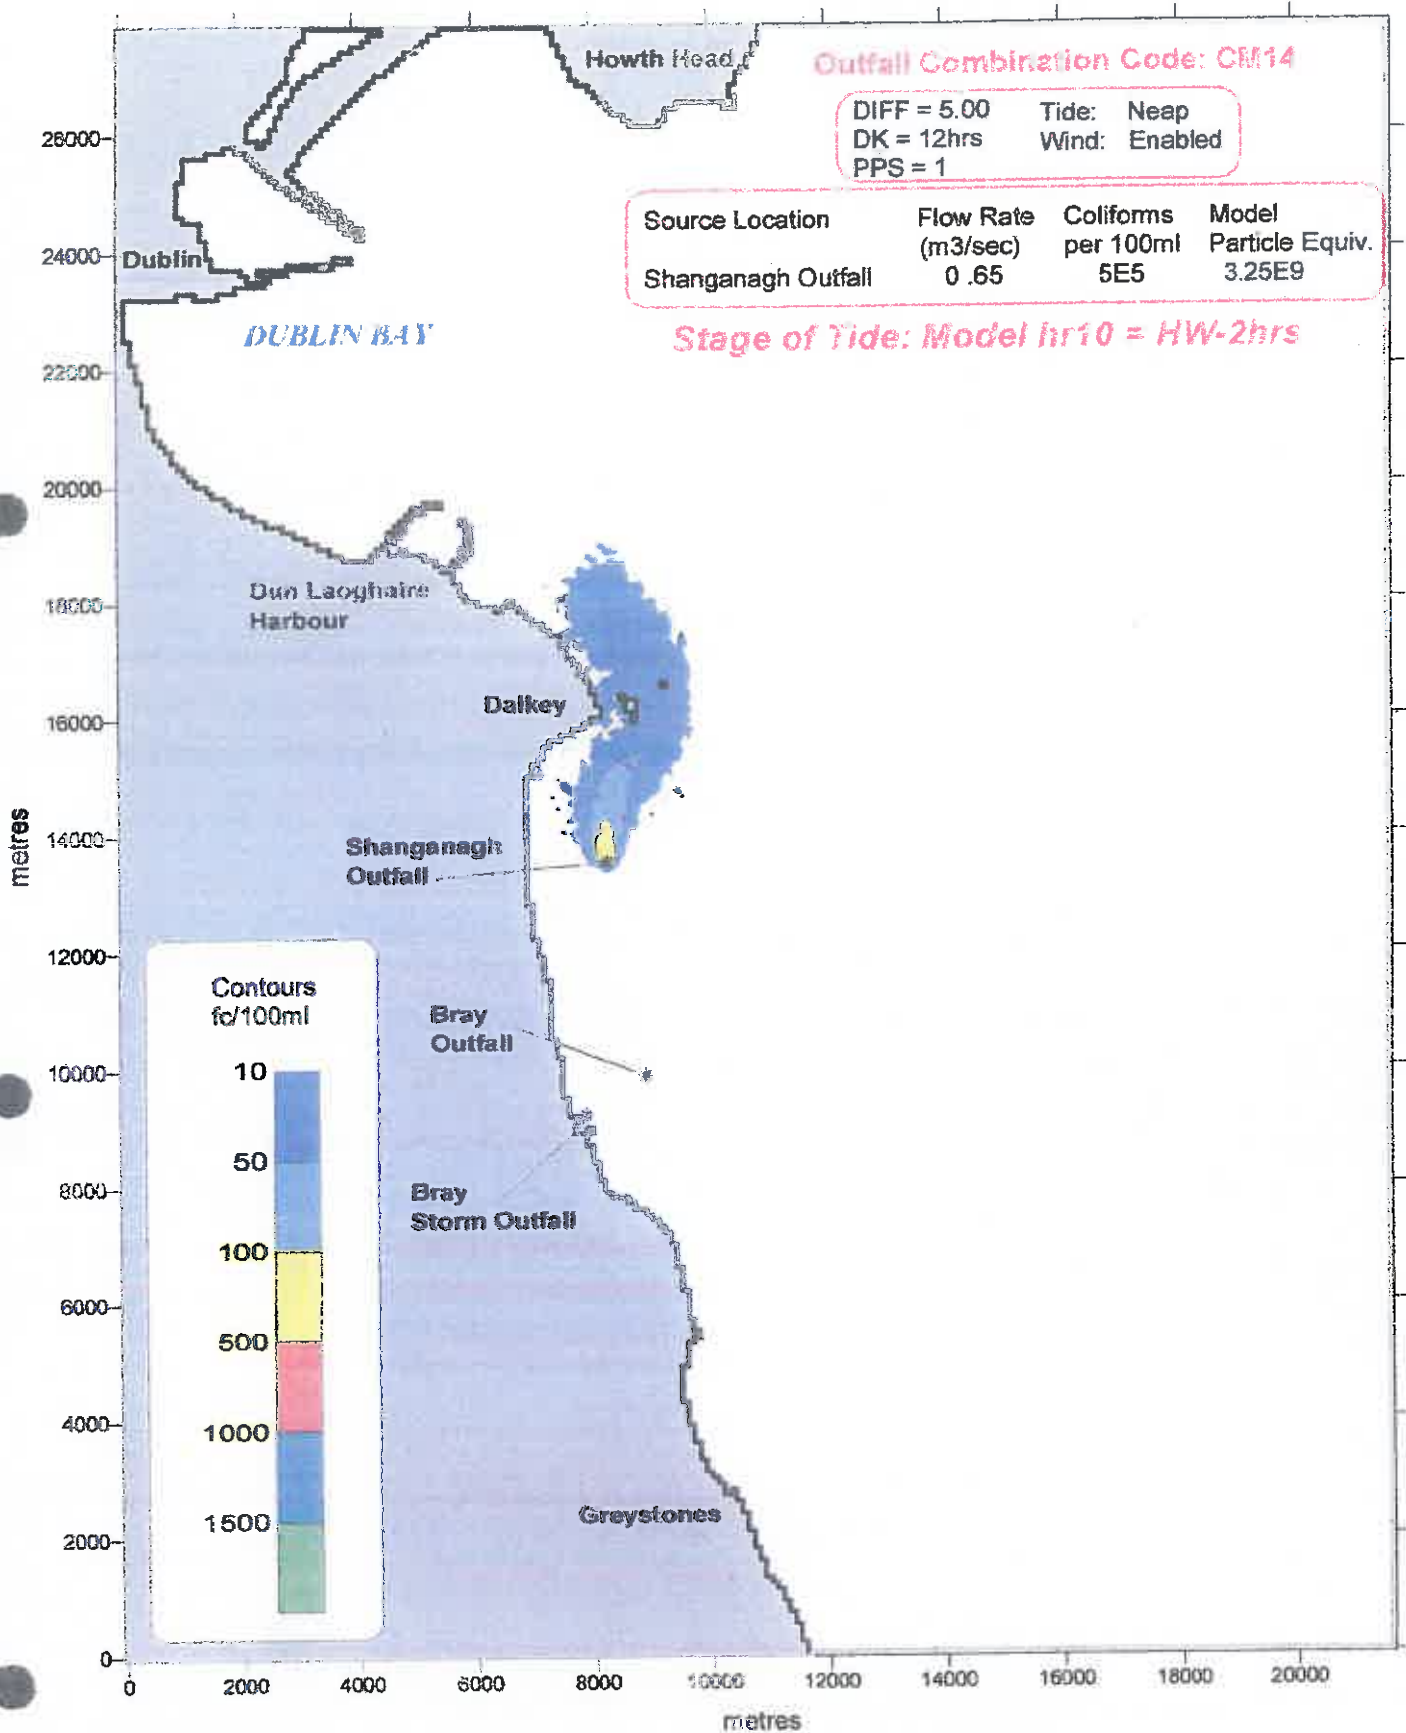 Howth Head
Outfall Combination Code: CM14
DIFF = 5.00 Tide: Neap
DK = 12hrs Wind: Enabled
PPS = 1
Source Location Flow Rate Coliforms Model
(m3/sec) per 100ml Particle Equiv.
Shanganagh Outfall 0 .65 5E5 3.25E9
Stage of Tide: Model hr10 = HW-2hrs
Dublin
DUBLIN BAY
Dun Laoghaire
Harbour
Dalkey
Shanganagh
Outfall
Bray
Outfall
Bray
Storm Outfall
Greystones
Contours
fc/100ml
10
50
100
500
1000
1500
metres
26000
24000
22000
20000
18000
16000
14000
12000
10000
8000
6000
4000
2000
0
0 2000 4000 6000 8000 10000 12000 14000 16000 18000 20000
metres